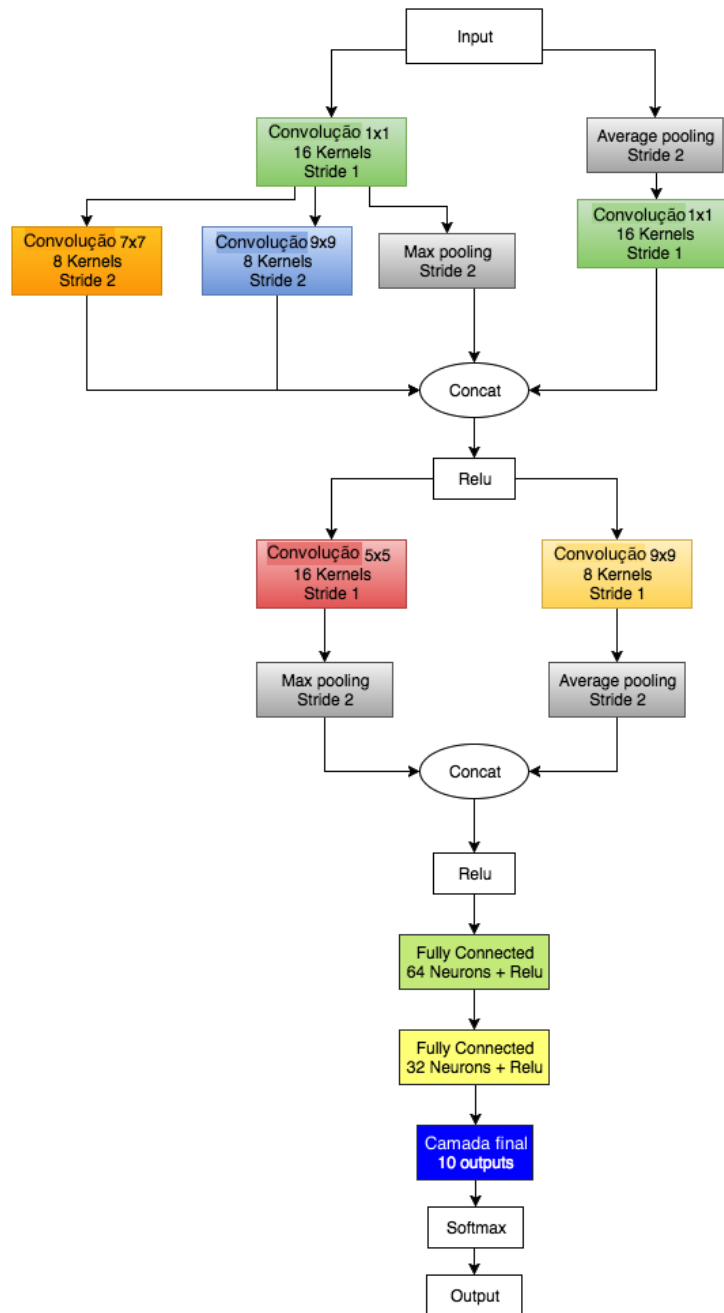 Input
Convolução 1x1
16 Kernels
Stride 1
Average pooling
Stride 2
Convolução 7x7
8 Kernels
Stride 2
Convolução 9x9
8 Kernels
Stride 2
Max pooling
Stride 2
Convolução 1x1
16 Kernels
Stride 1
Concat
Relu
Convolução 5x5
16 Kernels
Stride 1
Convolução 9x9
8 Kernels
Stride 1
Max pooling
Stride 2
Average pooling
Stride 2
Concat
Relu
Fully Connected
64 Neurons + Relu
Fully Connected
32 Neurons + Relu
Camada final
10 outputs
Softmax
Output